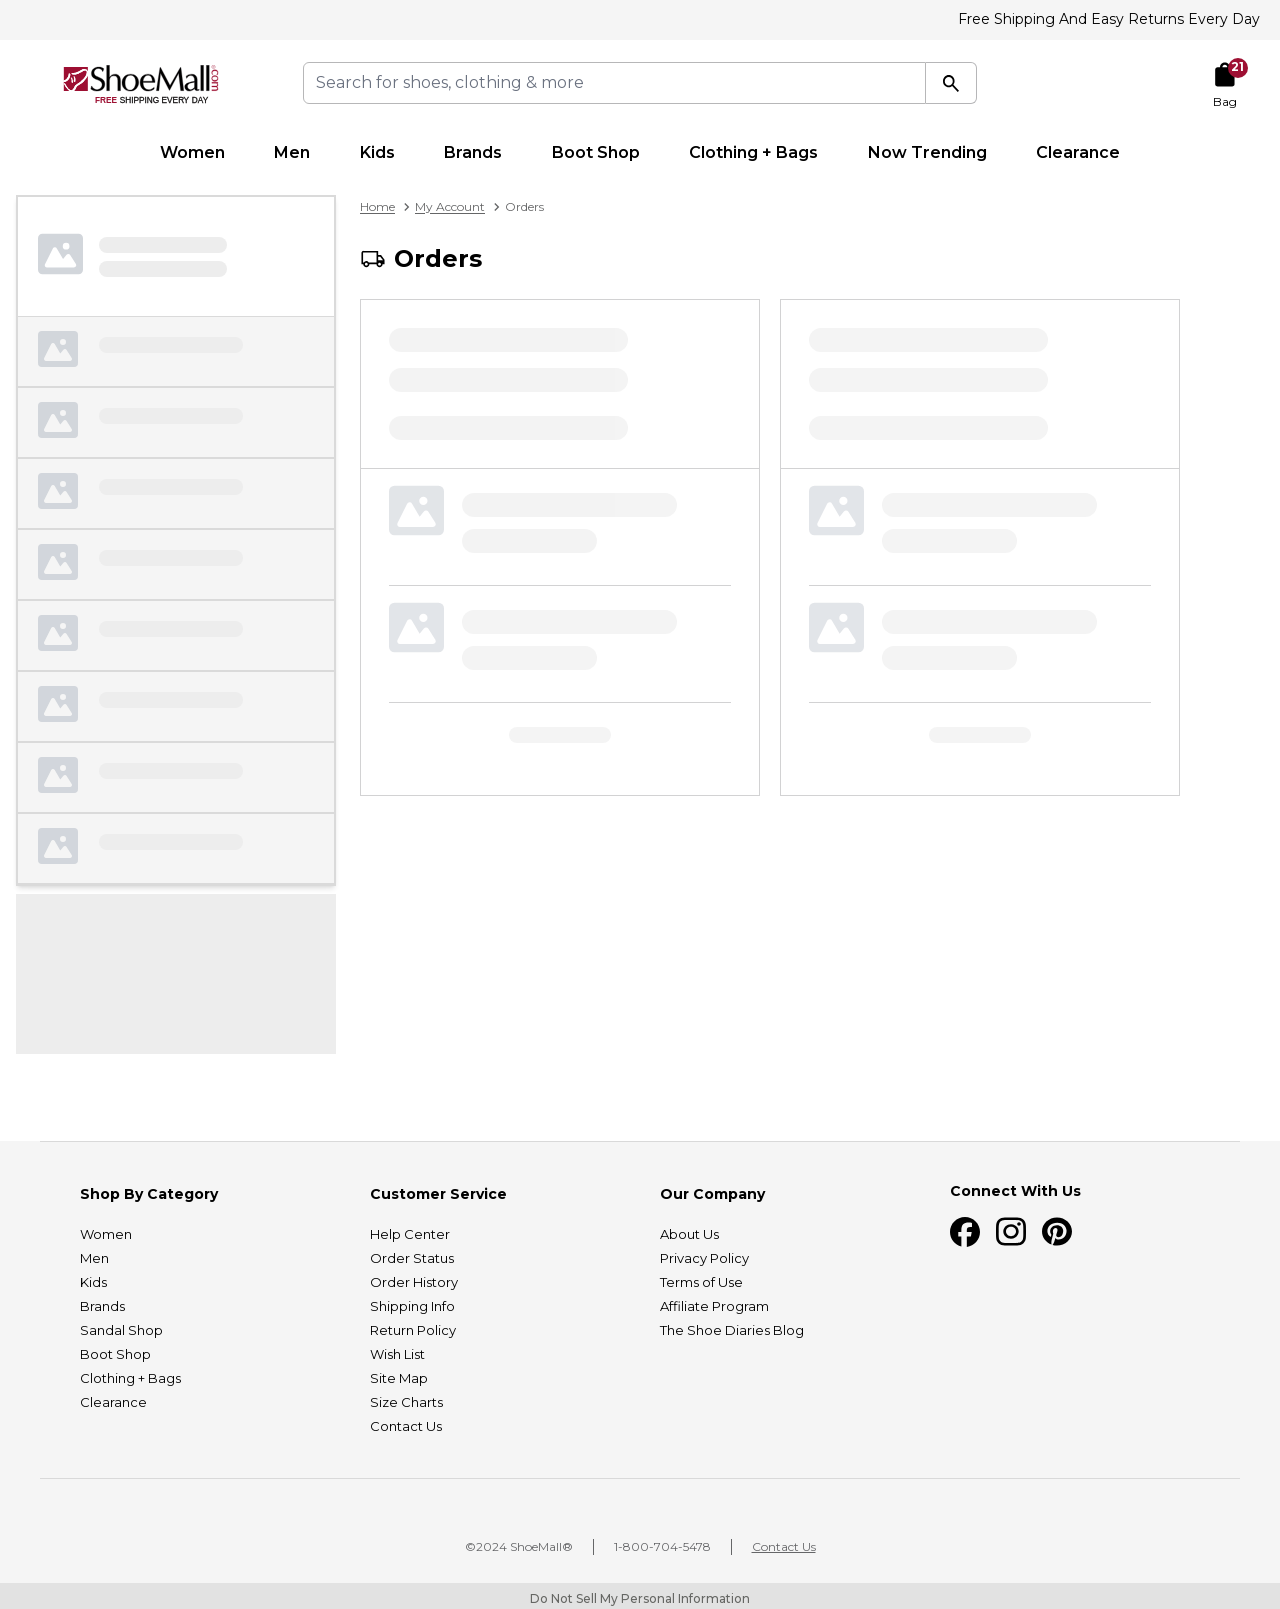 Free Shipping And Easy Returns Every Day
ShoeMall®.com
FREE SHIPPING EVERY DAY
Search for shoes, clothing & more
21
Bag
Women Men Kids Brands Boot Shop Clothing + Bags Now Trending Clearance
Home > My Account > Orders
Orders
Shop By Category
Women
Men
Kids
Brands
Sandal Shop
Boot Shop
Clothing + Bags
Clearance
Customer Service
Help Center
Order Status
Order History
Shipping Info
Return Policy
Wish List
Site Map
Size Charts
Contact Us
Our Company
About Us
Privacy Policy
Terms of Use
Affiliate Program
The Shoe Diaries Blog
Connect With Us
©2024 ShoeMall® | 1-800-704-5478 | Contact Us
Do Not Sell My Personal Information